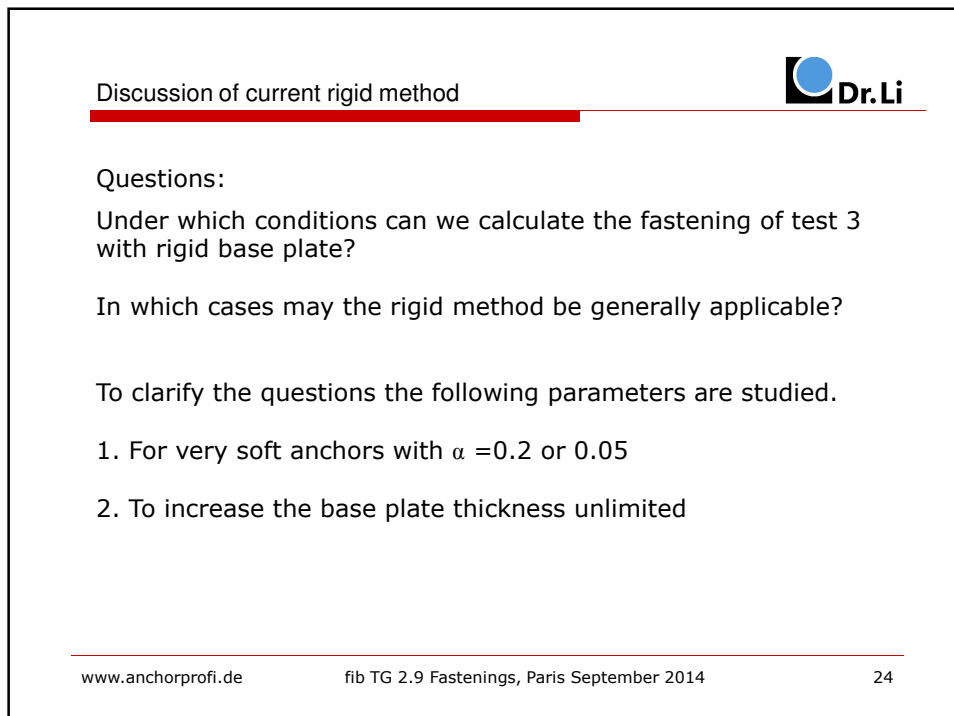 Discussion of current rigid method
Dr.Li
Questions:
Under which conditions can we calculate the fastening of test 3
with rigid base plate?
In which cases may the rigid method be generally applicable?
To clarify the questions the following parameters are studied.
1. For very soft anchors with α =0.2 or 0.05
2. To increase the base plate thickness unlimited
www.anchorprofi.de fib TG 2.9 Fastenings, Paris September 2014 24